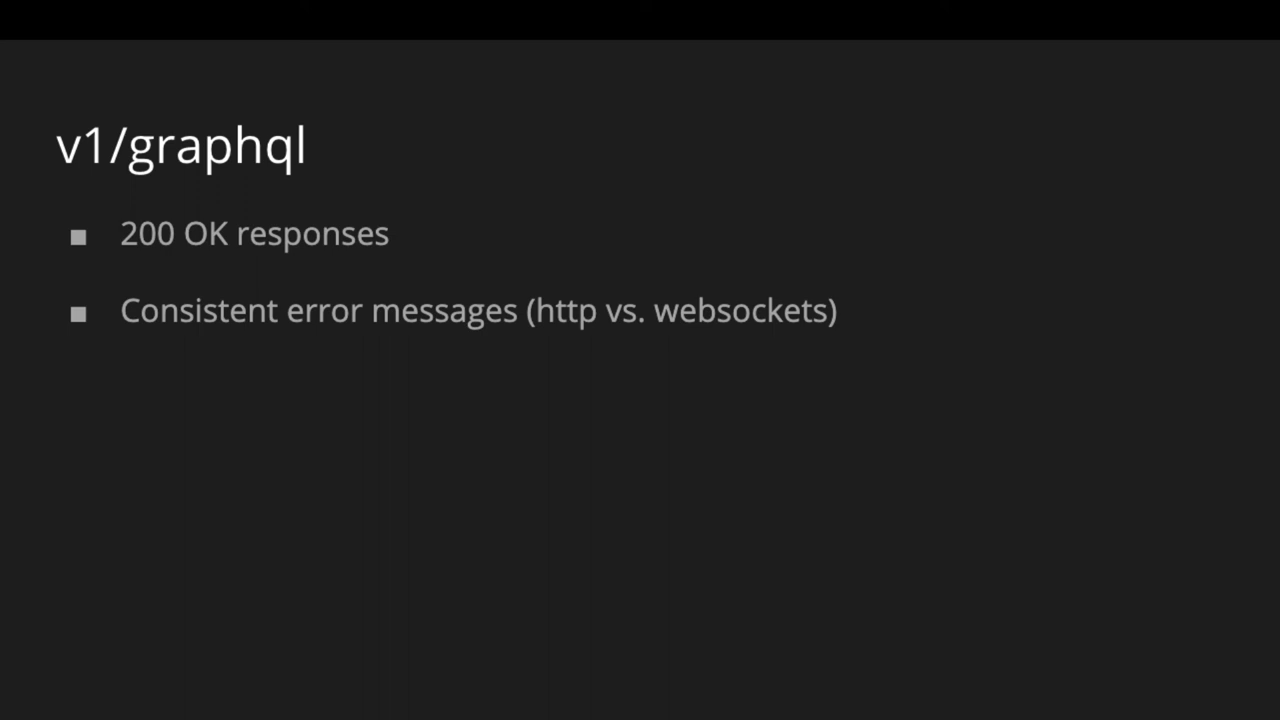 v1/graphql
■ 200 OK responses
■ Consistent error messages (http vs. websockets)